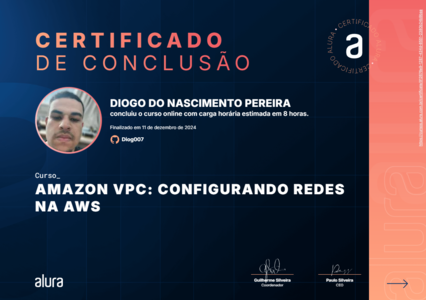 CERTIFICADO
DE CONCLUSÃO
DIOGO DO NASCIMENTO PEREIRA
concluiu o curso online com carga horária estimada em 8 horas.
Finalizado em 11 de dezembro de 2024
Diog007
Curso_
AMAZON VPC: CONFIGURANDO REDES
NA AWS
alura
Guilherme Silveira
Coordenador
Paulo Silveira
CEO
ALURA • CERTIFICADO
a
alura